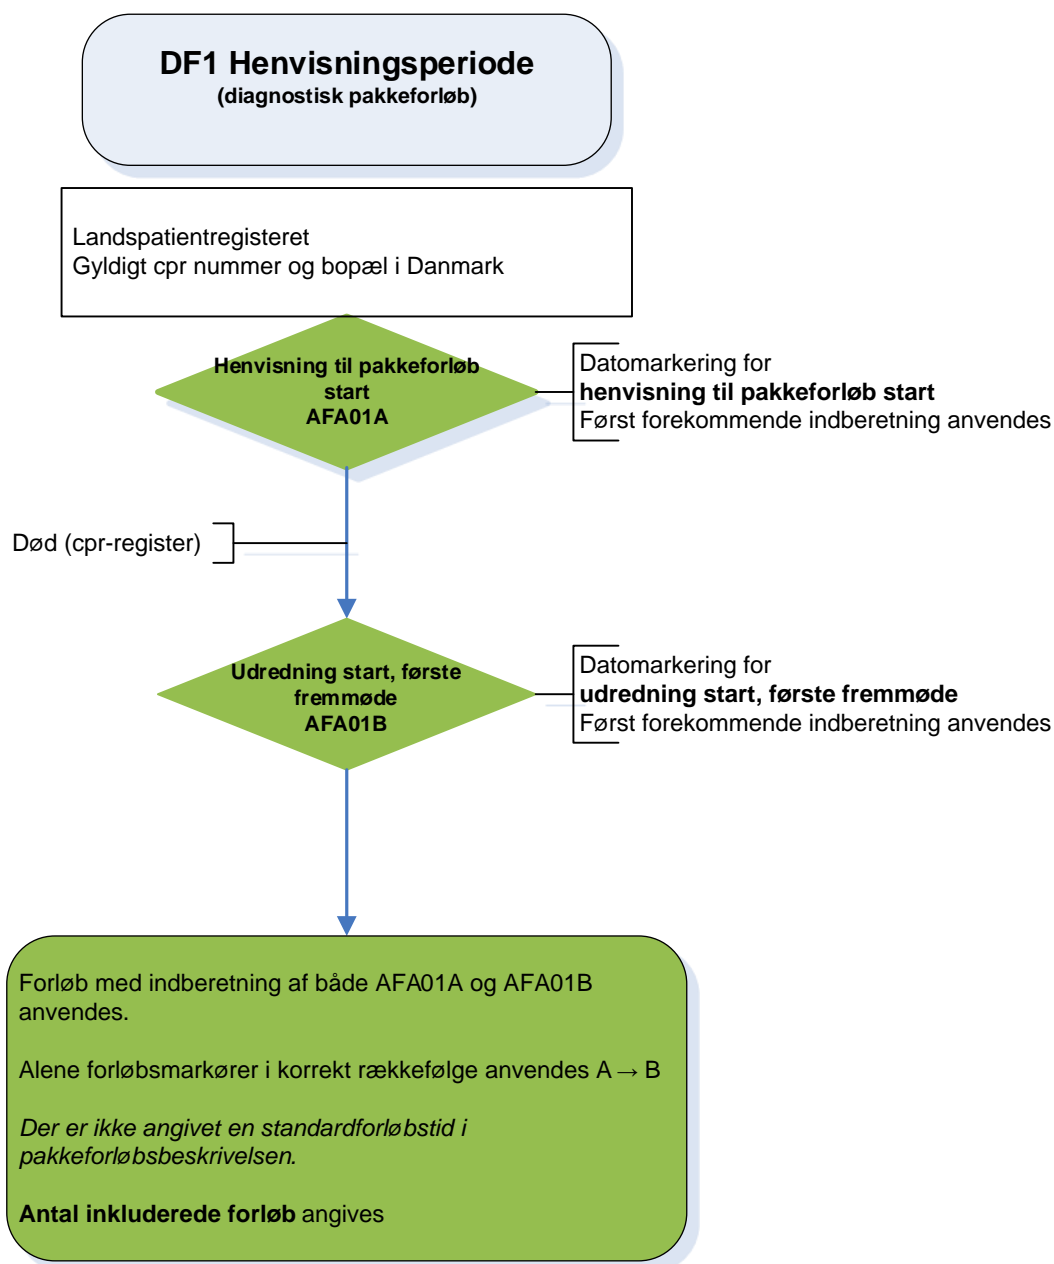 DF1 Henvisningsperiode
(diagnostisk pakkeforløb)
Landspatientregisteret
Gyldigt cpr nummer og bopæl i Danmark
Henvisning til pakkeforløb
start
AFA01A
Datomarkering for
henvisning til pakkeforløb start
Først forekommende indberetning anvendes
Død (cpr-register)
Udredning start, første
fremmøde
AFA01B
Datomarkering for
udredning start, første fremmøde
Først forekommende indberetning anvendes
Forløb med indberetning af både AFA01A og AFA01B
anvendes.
Alene forløbsmarkører i korrekt rækkefølge anvendes A → B
Der er ikke angivet en standardforløbstid i
pakkeforløbsbeskrivelsen.
Antal inkluderede forløb angives